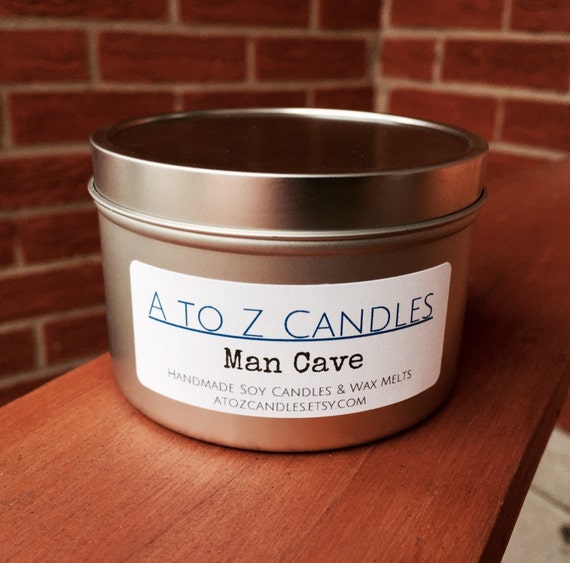 A to Z Candles
Man Cave
Handmade Soy Candles & Wax Melts
atozcandles.etsy.com